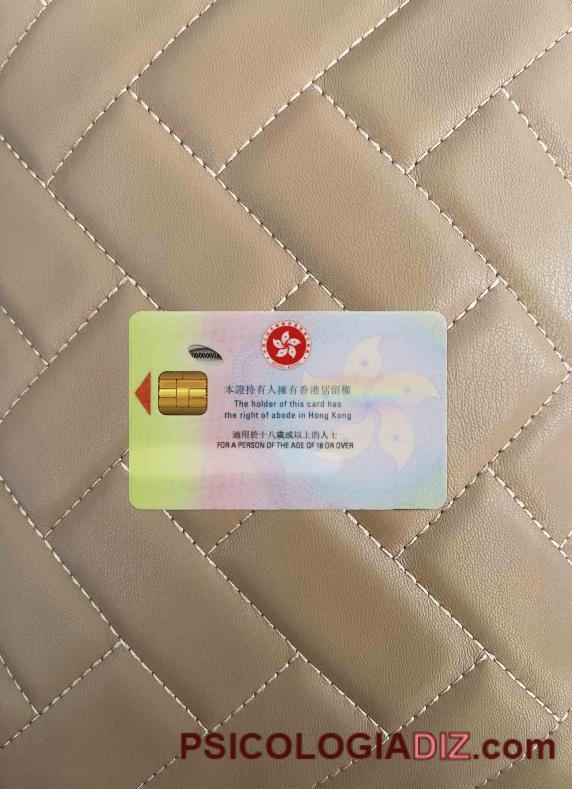 本證持有人擁有香港居留權
The holder of this card has
the right of abode in Hong Kong
適用於十八歲或以上的人士
FOR A PERSON OF THE AGE OF 18 OR OVER
PSICOLOGIADIZ.com